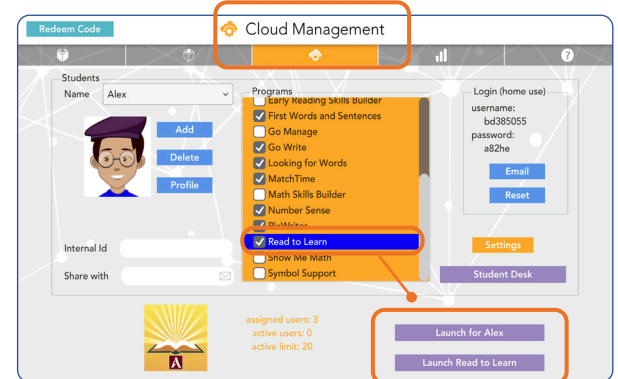 Redeem Code
Cloud Management
?
Students
Name Alex
Add
Delete
Profile
Internal Id
Share with
Programs
Early Reading Skills Builder
First Words and Sentences
Go Manage
Go Write
Looking for Words
MatchTime
Math Skills Builder
Number Sense
PixWriter
Read to Learn
Show Me Math
Symbol Support
Login (home use)
username:
bd385055
password:
a82he
Email
Reset
Settings
Student Desk
A
assigned users: 3
active users: 0
active limit: 20
Launch for Alex
Launch Read to Learn